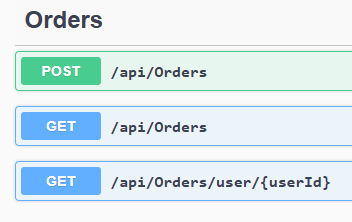 Orders
POST /api/Orders
GET /api/Orders
GET /api/Orders/user/{userId}